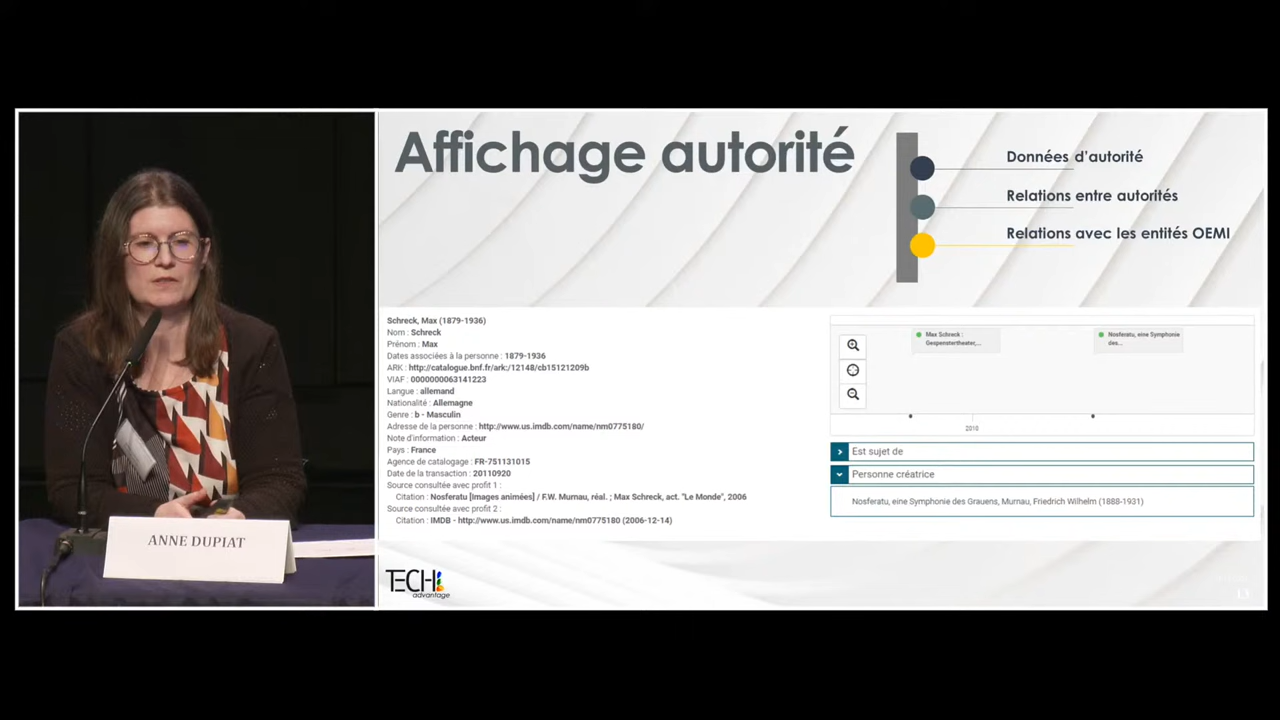 ANNE DUPIAT
Affichage autorité
Données d'autorité
Relations entre autorités
Relations avec les entités OEMI
Schreck, Max (1879-1936)
Nom : Schreck
Prénom : Max
Dates associées à la personne : 1879-1936
ARK : http://catalogue.bnf.fr/ark:/12148/cb15121209b
VIAF : 0000000063141223
Langue : allemand
Nationalité : Allemagne
Genre : b - Masculin
Adresse de la personne : http://www.us.imdb.com/name/nm0775180/
Note d'information : Acteur
Pays : France
Agence de catalogage : FR-751131015
Date de la transaction : 20110920
Source consultée avec profit 1 :
Citation : Nosferatu [Images animées] / F.W. Murnau, réal. ; Max Schreck, act. "Le Monde", 2006
Source consultée avec profit 2 :
Citation : IMDB - http://www.us.imdb.com/name/nm0775180 (2006-12-14)
Max Schreck :
Gespenstertheater,...
Nosferatu, eine Symphonie
des...
2010
Est sujet de
Personne créatrice
Nosferatu, eine Symphonie des Grauens, Murnau, Friedrich Wilhelm (1888-1931)
TECH
advantage
13